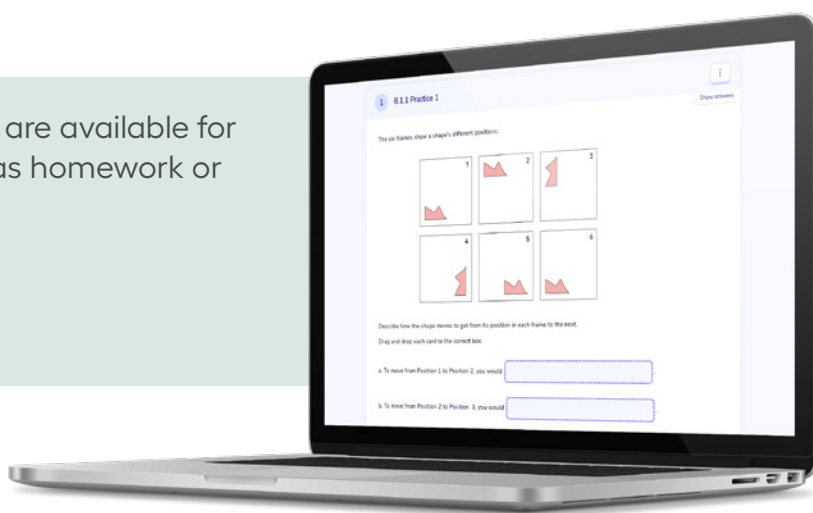 are available for
as homework or
1 8.1.1 Practice 1
Show answers
The six frames show a shape's different positions:
1 2 3
4 5 6
Describe how the shape moves to get from its position in each frame to the next.
Drag and drop each card to the correct box.
a. To move from Position 1 to Position 2, you would
b. To move from Position 2 to Position 3, you would